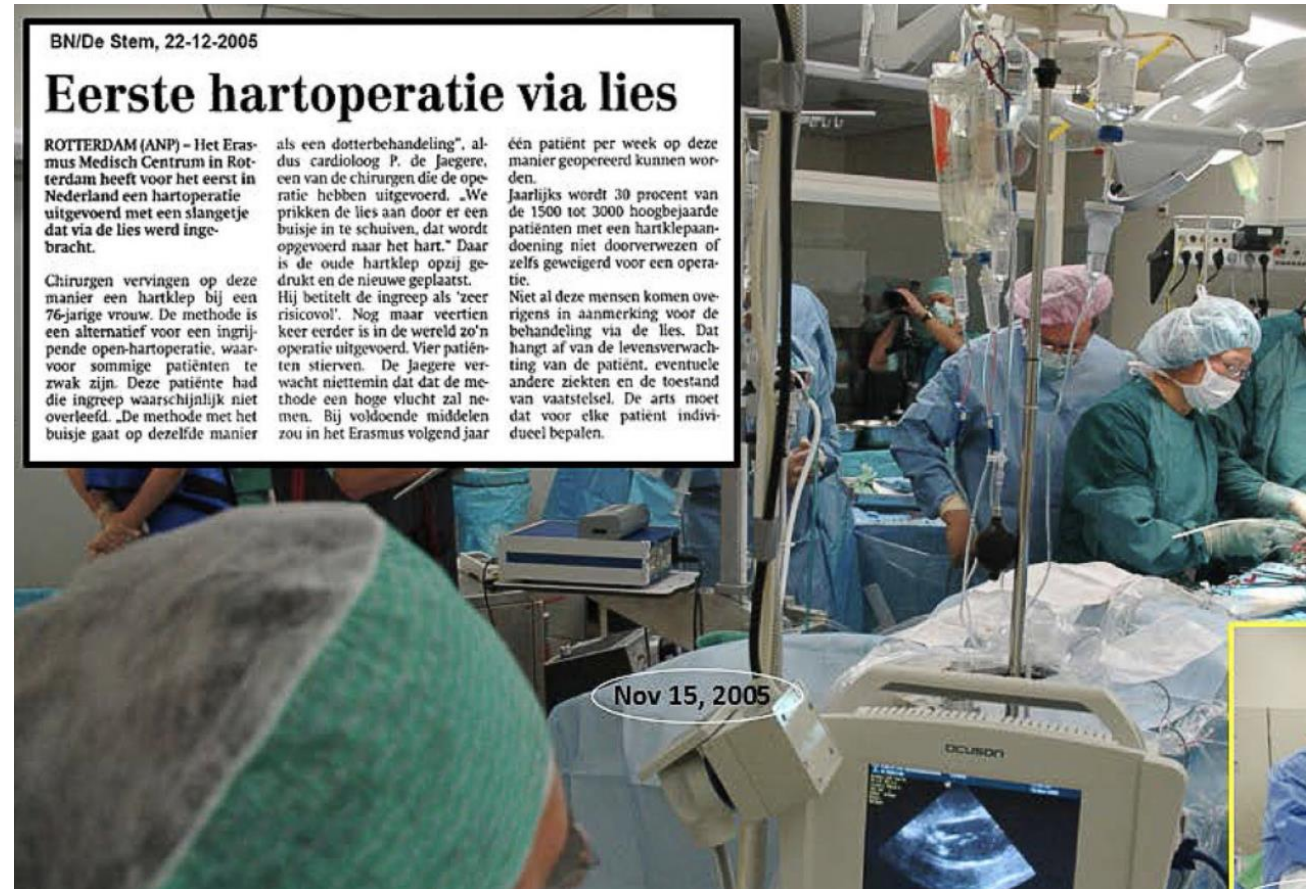 BN/De Stem, 22-12-2005
Eerste hartoperatie via lies
ROTTERDAM (ANP) – Het Eras-
mus Medisch Centrum in Rot-
terdam heeft voor het eerst in
Nederland een hartoperatie
uitgevoerd met een slangetje
dat via de lies werd inge-
bracht.
Chirurgen vervingen op deze
manier een hartklep bij een
76-jarige vrouw. De methode is
een alternatief voor een ingrij-
pende open-hartoperatie, waar-
voor sommige patiënten te
zwak zijn. Deze patiënte had
die ingreep waarschijnlijk niet
overleefd. „De methode met het
buisje gaat op dezelfde manier
als een dotterbehandeling", al-
dus cardioloog P. de Jaegere,
een van de chirurgen die de ope-
ratie hebben uitgevoerd. „We
prikken de lies aan door er een
buisje in te schuiven, dat wordt
opgevoerd naar het hart." Daar
is de oude hartklep opzij ge-
drukt en de nieuwe geplaatst.
Hij betitelt de ingreep als 'zeer
risicovol'. Nog maar veertien
keer eerder is in de wereld zo'n
operatie uitgevoerd. Vier patiën-
ten stierven. De Jaegere ver-
wacht niettemin dat dat de me-
thode een hoge vlucht zal ne-
men. Bij voldoende middelen
zou in het Erasmus volgend jaar
één patiënt per week op deze
manier geopereerd kunnen wor-
den.
Jaarlijks wordt 30 procent van
de 1500 tot 3000 hoogbejaarde
patiënten met een hartklepaan-
doening niet doorverwezen of
zelfs geweigerd voor een opera-
tie.
Niet al deze mensen komen ove-
rigens in aanmerking voor de
behandeling via de lies. Dat
hangt af van de levensverwach-
ting van de patiënt, eventuele
andere ziekten en de toestand
van vaatstelsel. De arts moet
dat voor elke patiënt indivi-
dueel bepalen.
Nov 15, 2005
ACUSON